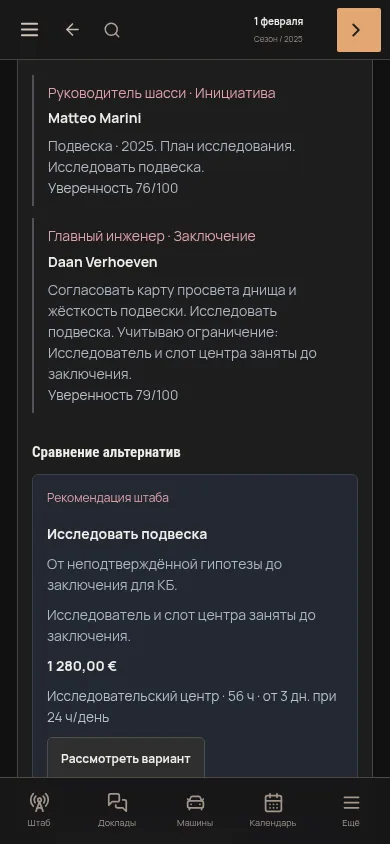 1 февраля
Сезон / 2025
Руководитель шасси · Инициатива
Matteo Marini
Подвеска · 2025. План исследования.
Исследовать подвеска.
Уверенность 76/100
Главный инженер · Заключение
Daan Verhoeven
Согласовать карту просвета днища и
жёсткость подвески. Исследовать
подвеска. Учитываю ограничение:
Исследователь и слот центра заняты до
заключения.
Уверенность 79/100
Сравнение альтернатив
Рекомендация штаба
Исследовать подвеска
От неподтверждённой гипотезы до
заключения для КБ.
Исследователь и слот центра заняты до
заключения.
1 280,00 €
Исследовательский центр · 56 ч · от 3 дн. при
24 ч/день
Рассмотреть вариант
Штаб
Доклады
Машины
Календарь
Ещё